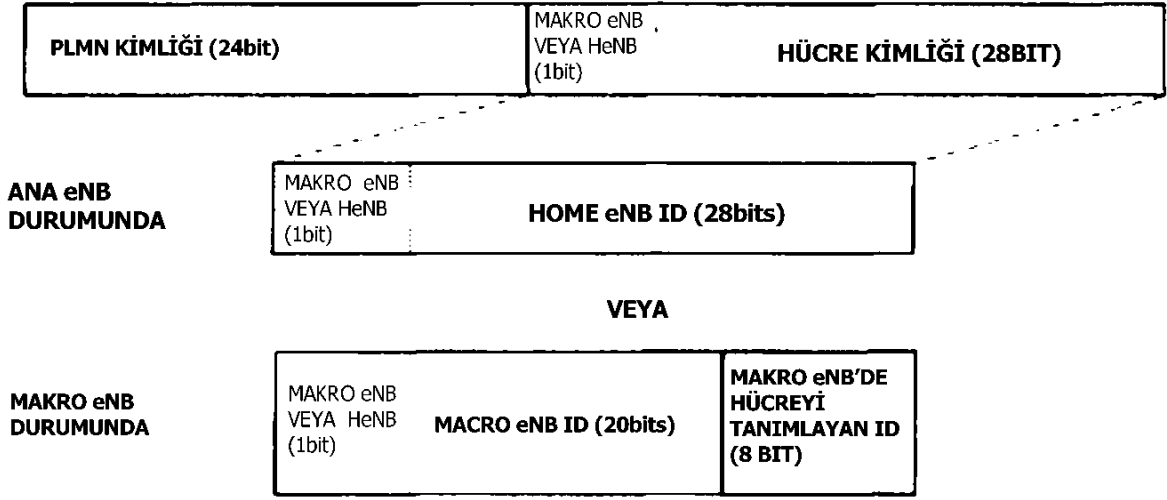 PLMN KİMLİĞİ (24bit)
MAKRO eNB
VEYA HeNB
(1bit)
HÜCRE KİMLİĞİ (28BIT)
ANA eNB
DURUMUNDA
MAKRO eNB
VEYA HeNB
(1bit)
HOME eNB ID (28bits)
VEYA
MAKRO eNB
DURUMUNDA
MAKRO eNB
VEYA HeNB
(1bit)
MACRO eNB ID (20bits)
MAKRO eNB'DE
HÜCREYİ
TANIMLAYAN ID
(8 BIT)